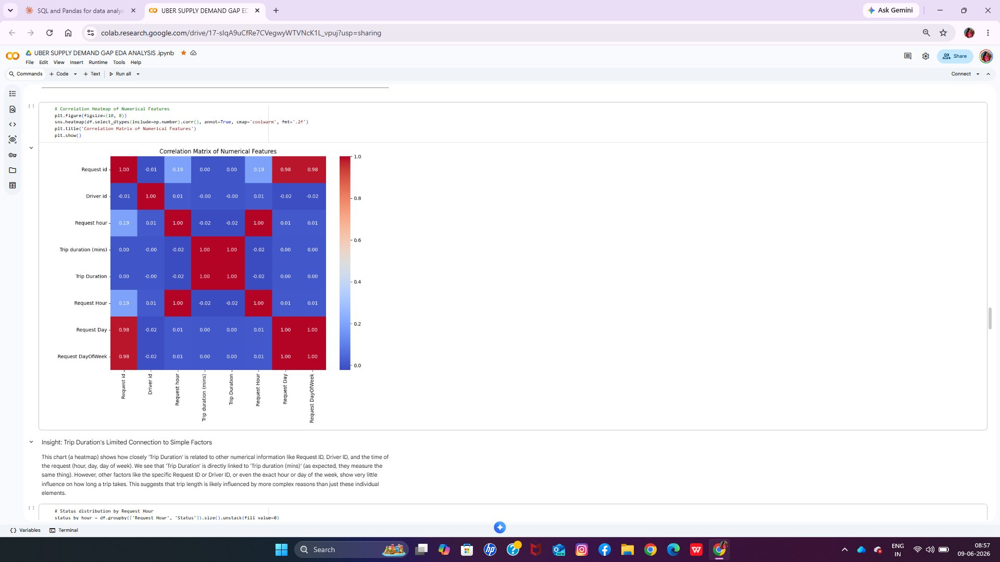 SQL and Pandas for data analys
UBER SUPPLY DEMAND GAP ED
Ask Gemini
colab.research.google.com/drive/17-sIqA9uCfRe7CVegwyWTVNcK1L_vpuj?usp=sharing
UBER SUPPLY DEMAND GAP EDA ANALYSIS .ipynb
Share
File Edit View Insert Runtime Tools Help
Commands + Code + Text Run all
Connect
[ ]
# Correlation Heatmap of Numerical Features
plt.figure(figsize=(10, 8))
sns.heatmap(df.select_dtypes(include=np.number).corr(), annot=True, cmap='coolwarm', fmt='.2f')
plt.title('Correlation Matrix of Numerical Features')
plt.show()
Correlation Matrix of Numerical Features
Request id 1.00 -0.01 0.19 0.00 0.00 0.19 0.98 0.98
Driver id -0.01 1.00 0.01 -0.00 -0.00 0.01 -0.02 -0.02
Request hour 0.19 0.01 1.00 -0.02 -0.02 1.00 0.01 0.01
Trip duration (mins) 0.00 -0.00 -0.02 1.00 1.00 -0.02 0.00 0.00
Trip Duration 0.00 -0.00 -0.02 1.00 1.00 -0.02 0.00 0.00
Request Hour 0.19 0.01 1.00 -0.02 -0.02 1.00 0.01 0.01
Request Day 0.98 -0.02 0.01 0.00 0.00 0.01 1.00 1.00
Request DayOfWeek 0.98 -0.02 0.01 0.00 0.00 0.01 1.00 1.00
Request id
Driver id
Request hour
Trip duration (mins)
Trip Duration
Request Hour
Request Day
Request DayOfWeek
1.0
0.8
0.6
0.4
0.2
0.0
Insight: Trip Duration's Limited Connection to Simple Factors
This chart (a heatmap) shows how closely 'Trip Duration' is related to other numerical information like Request ID, Driver ID, and the time of
the request (hour, day, day of week). We see that 'Trip Duration' is directly linked to 'Trip duration (mins)' (as expected, they measure the
same thing). However, other factors like the specific Request ID or Driver ID, or even the exact hour or day of the week, show very little
influence on how long a trip takes. This suggests that trip length is likely influenced by more complex reasons than just these individual
elements.
[ ]
# Status distribution by Request Hour
status_by_hour = df.groupby(['Request Hour', 'Status']).size().unstack(fill_value=0)
Variables Terminal
Search
ENG
IN
08:57
09-06-2026